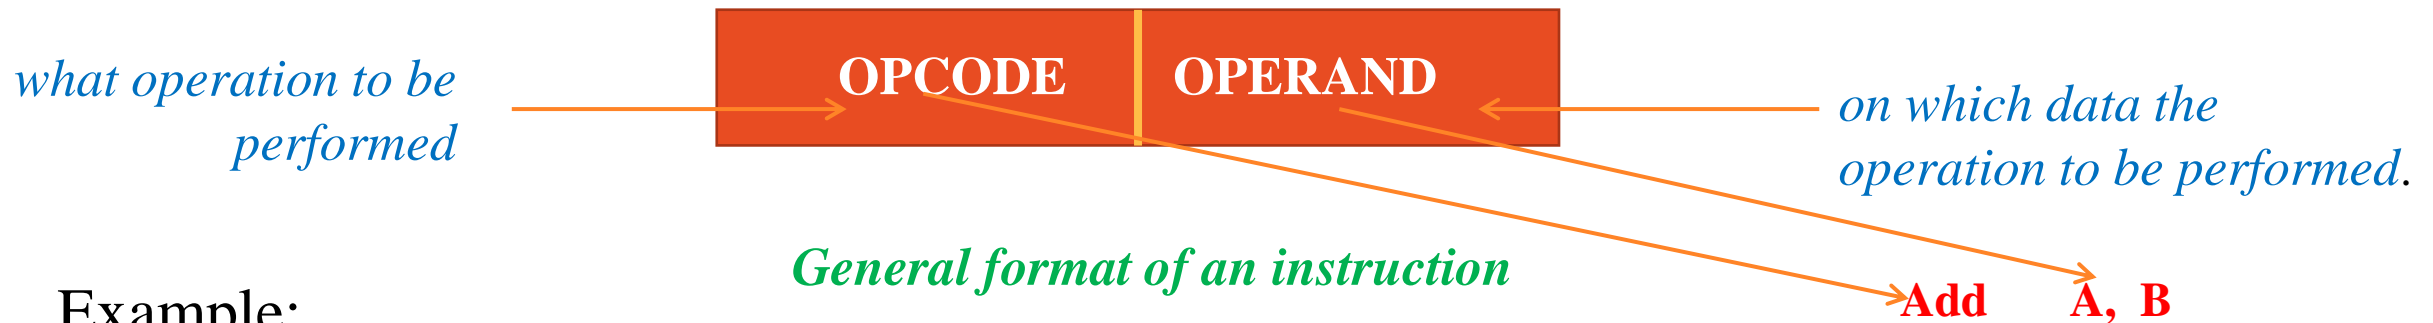 OPCODE OPERAND
what operation to be
performed
on which data the
operation to be performed.
General format of an instruction
Example:
Add A, B